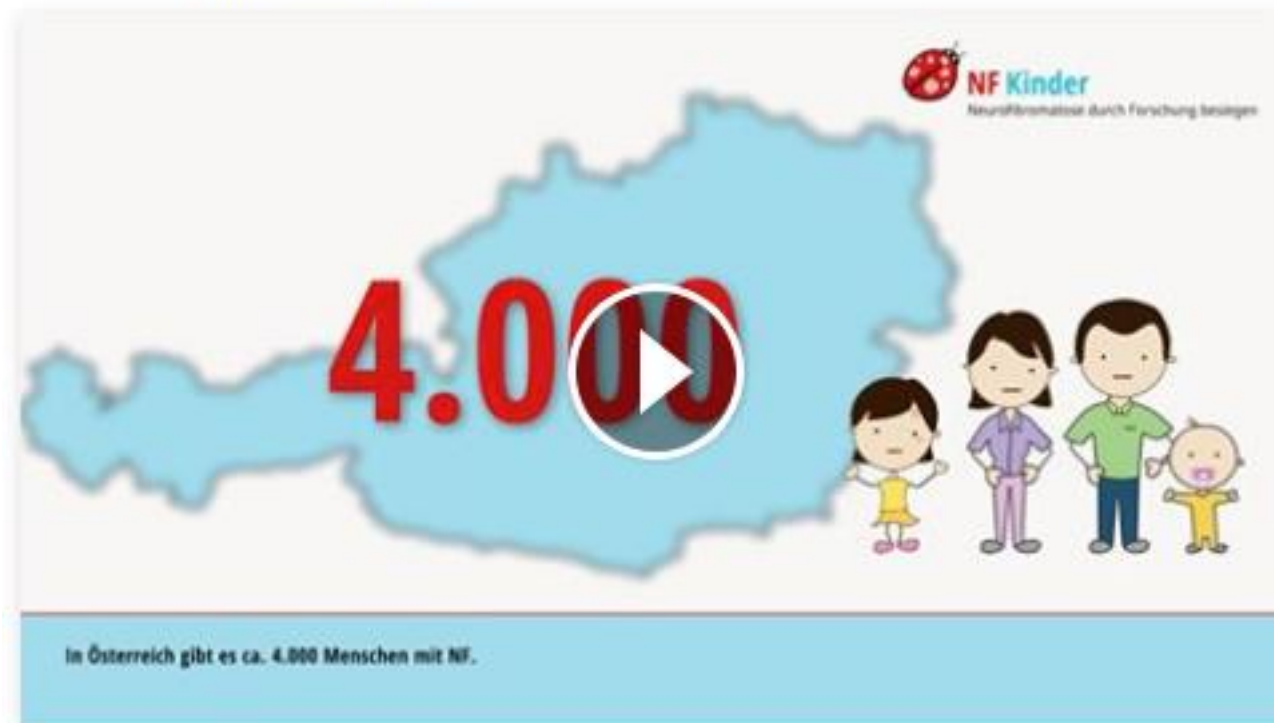 NF Kinder
Neurofibromatose durch Forschung besiegen
4.000
In Österreich gibt es ca. 4.000 Menschen mit NF.